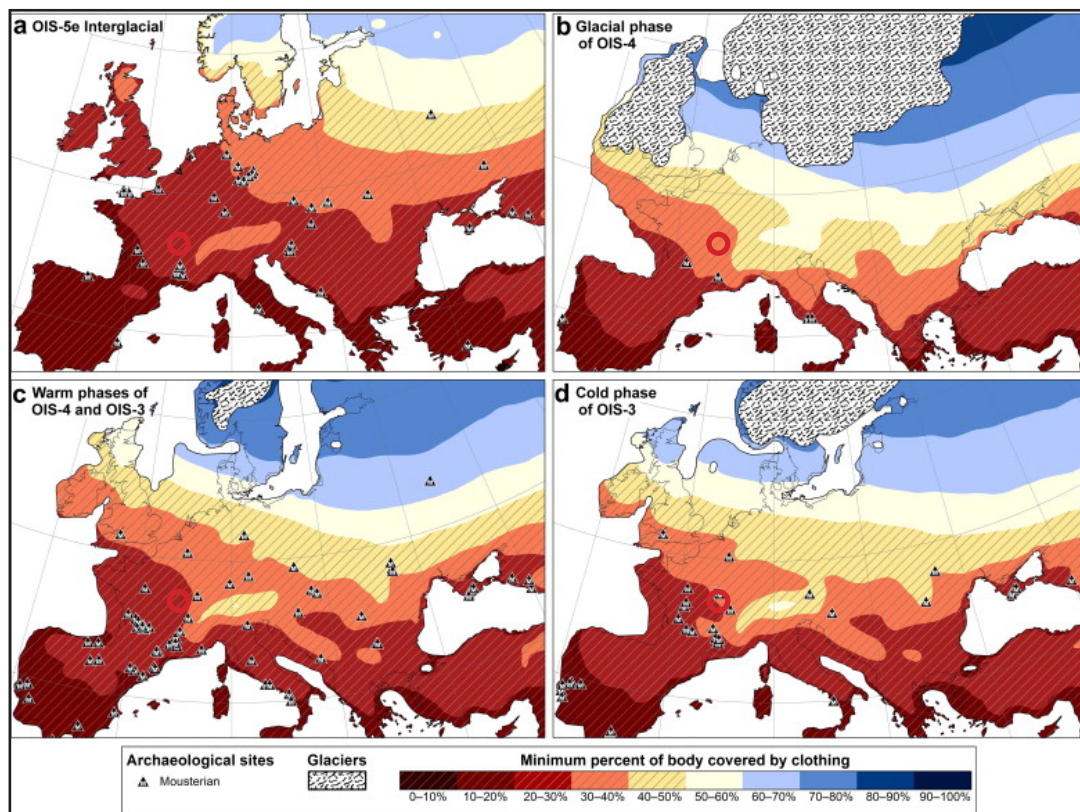 a OIS-5e Interglacial
b Glacial phase
of OIS-4
c Warm phases of
OIS-4 and OIS-3
d Cold phase
of OIS-3
Archaeological sites
Mousterian
Glaciers
Minimum percent of body covered by clothing
0–10% 10–20% 20–30% 30–40% 40–50% 50–60% 60–70% 70–80% 80–90% 90–100%